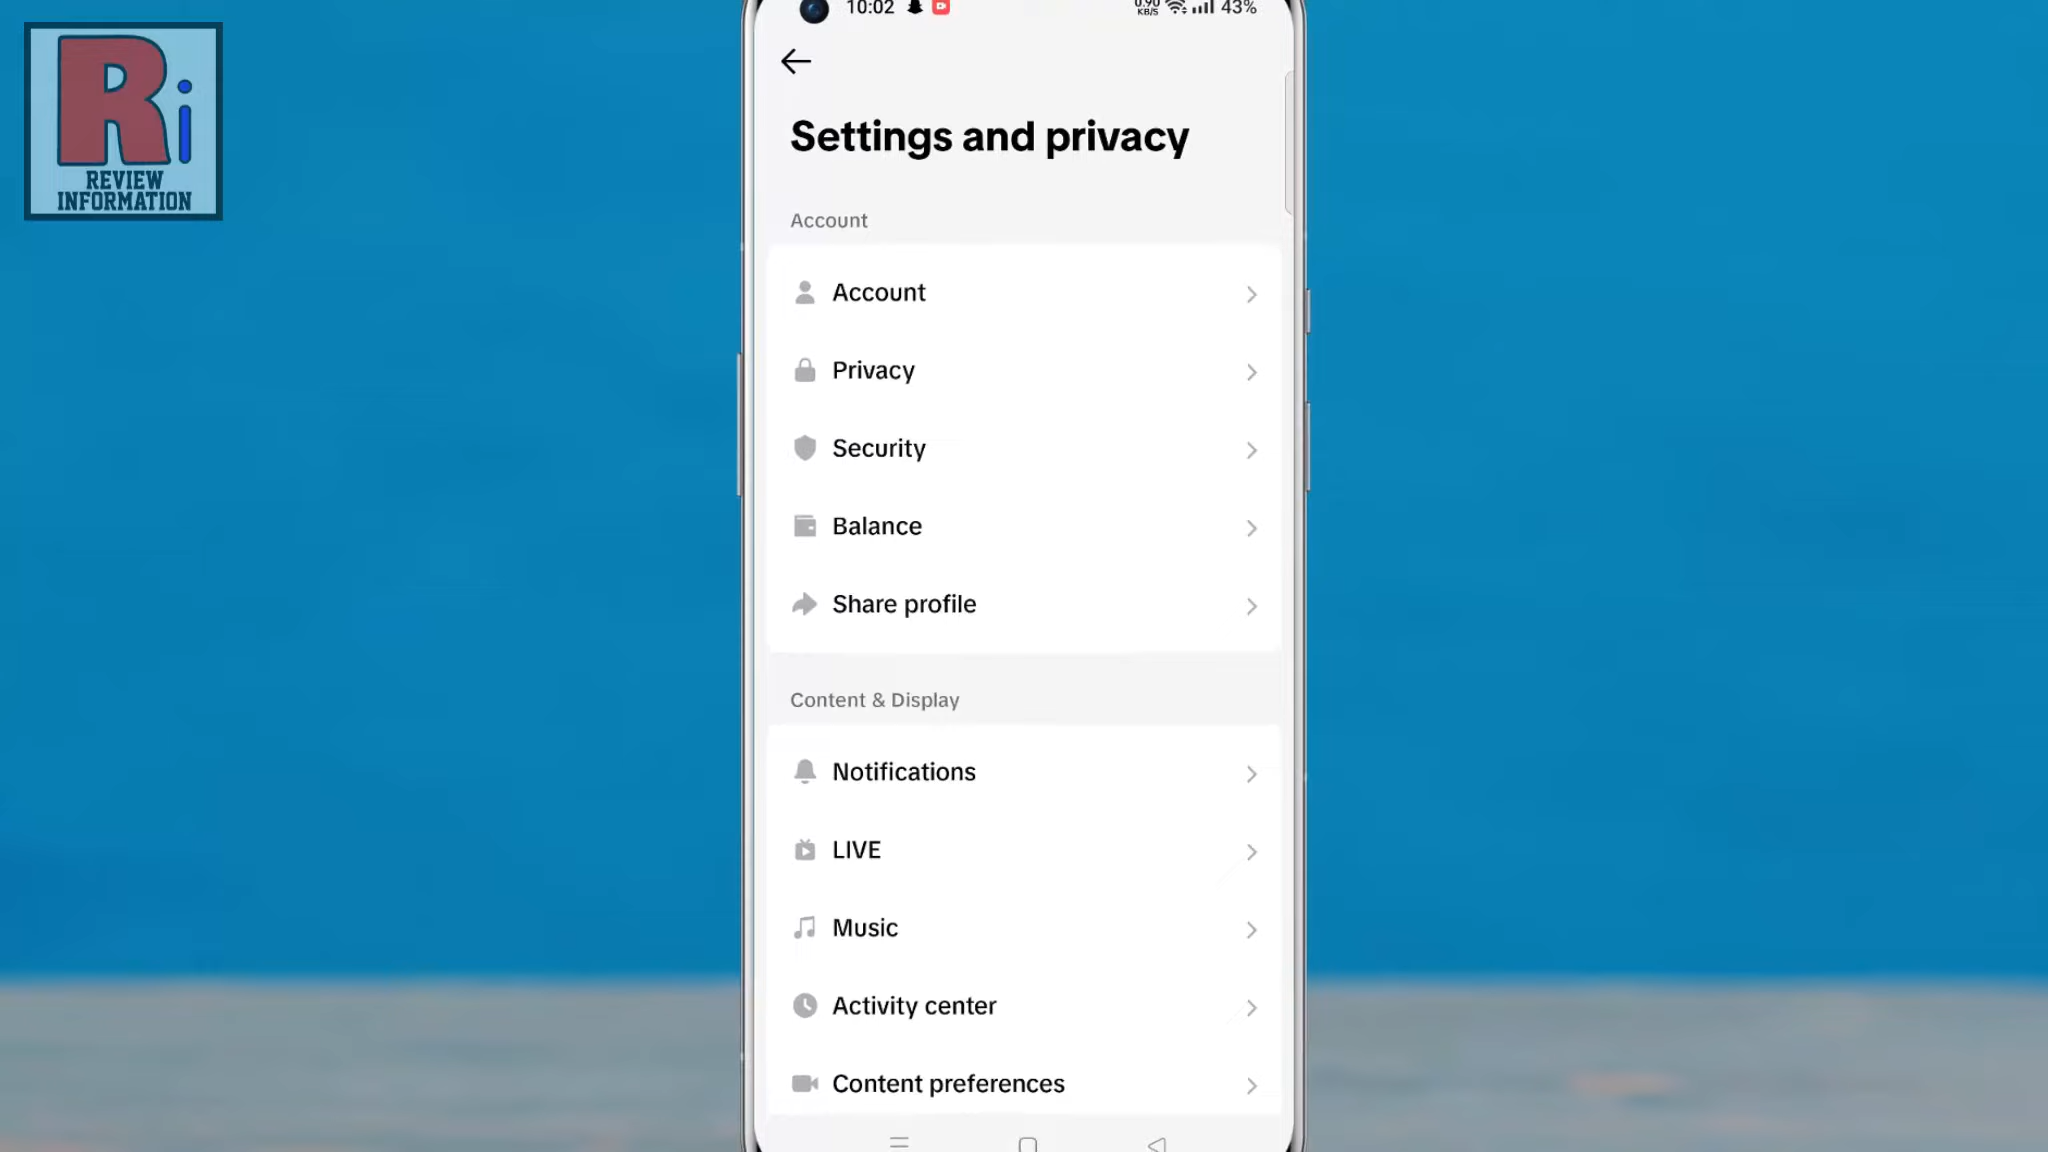 Ri
REVIEW
INFORMATION
10:02
0.90
KB/S
43%
Settings and privacy
Account
Account
Privacy
Security
Balance
Share profile
Content & Display
Notifications
LIVE
Music
Activity center
Content preferences